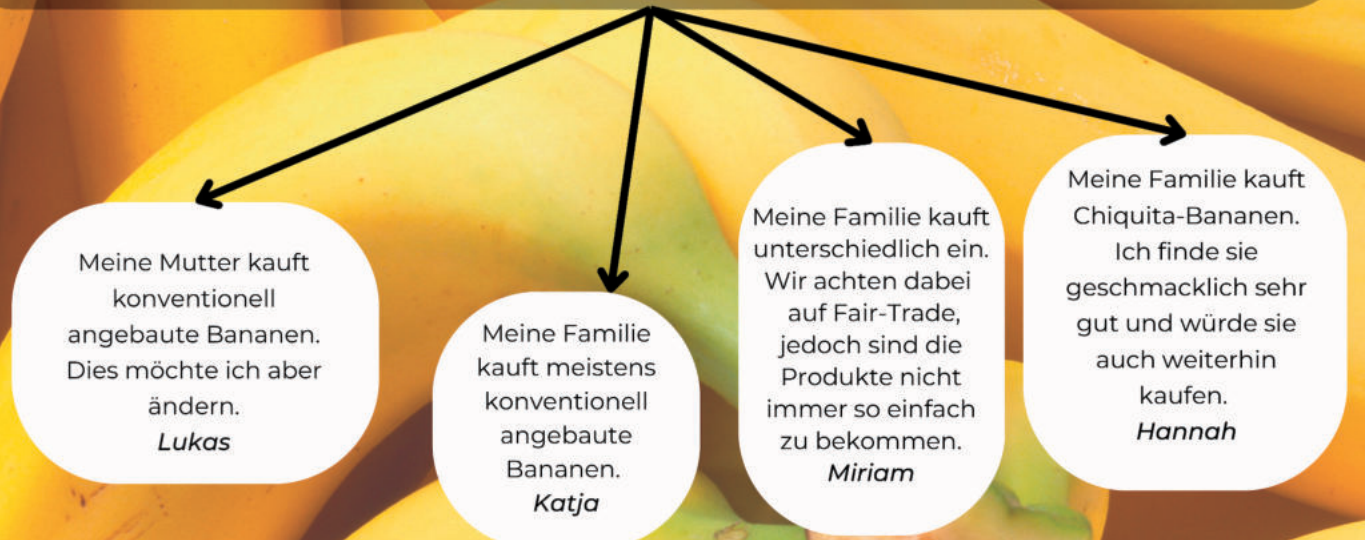 Meine Mutter kauft
konventionell
angebaute Bananen.
Dies möchte ich aber
ändern.
Lukas
Meine Familie
kauft meistens
konventionell
angebaute
Bananen.
Katja
Meine Familie kauft
unterschiedlich ein.
Wir achten dabei
auf Fair-Trade,
jedoch sind die
Produkte nicht
immer so einfach
zu bekommen.
Miriam
Meine Familie kauft
Chiquita-Bananen.
Ich finde sie
geschmacklich sehr
gut und würde sie
auch weiterhin
kaufen.
Hannah